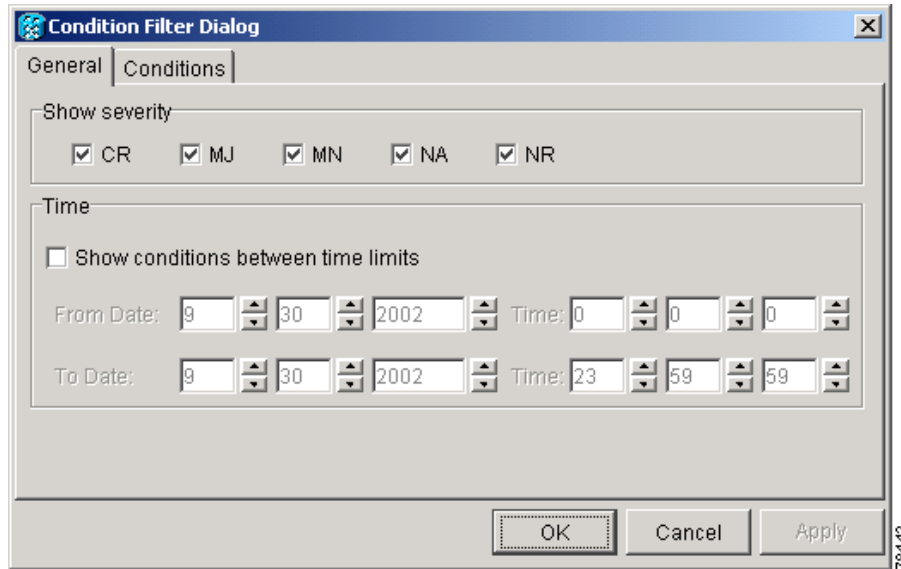 Condition Filter Dialog
General Conditions
Show severity
CR MJ MN NA NR
Time
Show conditions between time limits
From Date: 9 30 2002 Time: 0 0 0
To Date: 9 30 2002 Time: 23 59 59
OK Cancel Apply